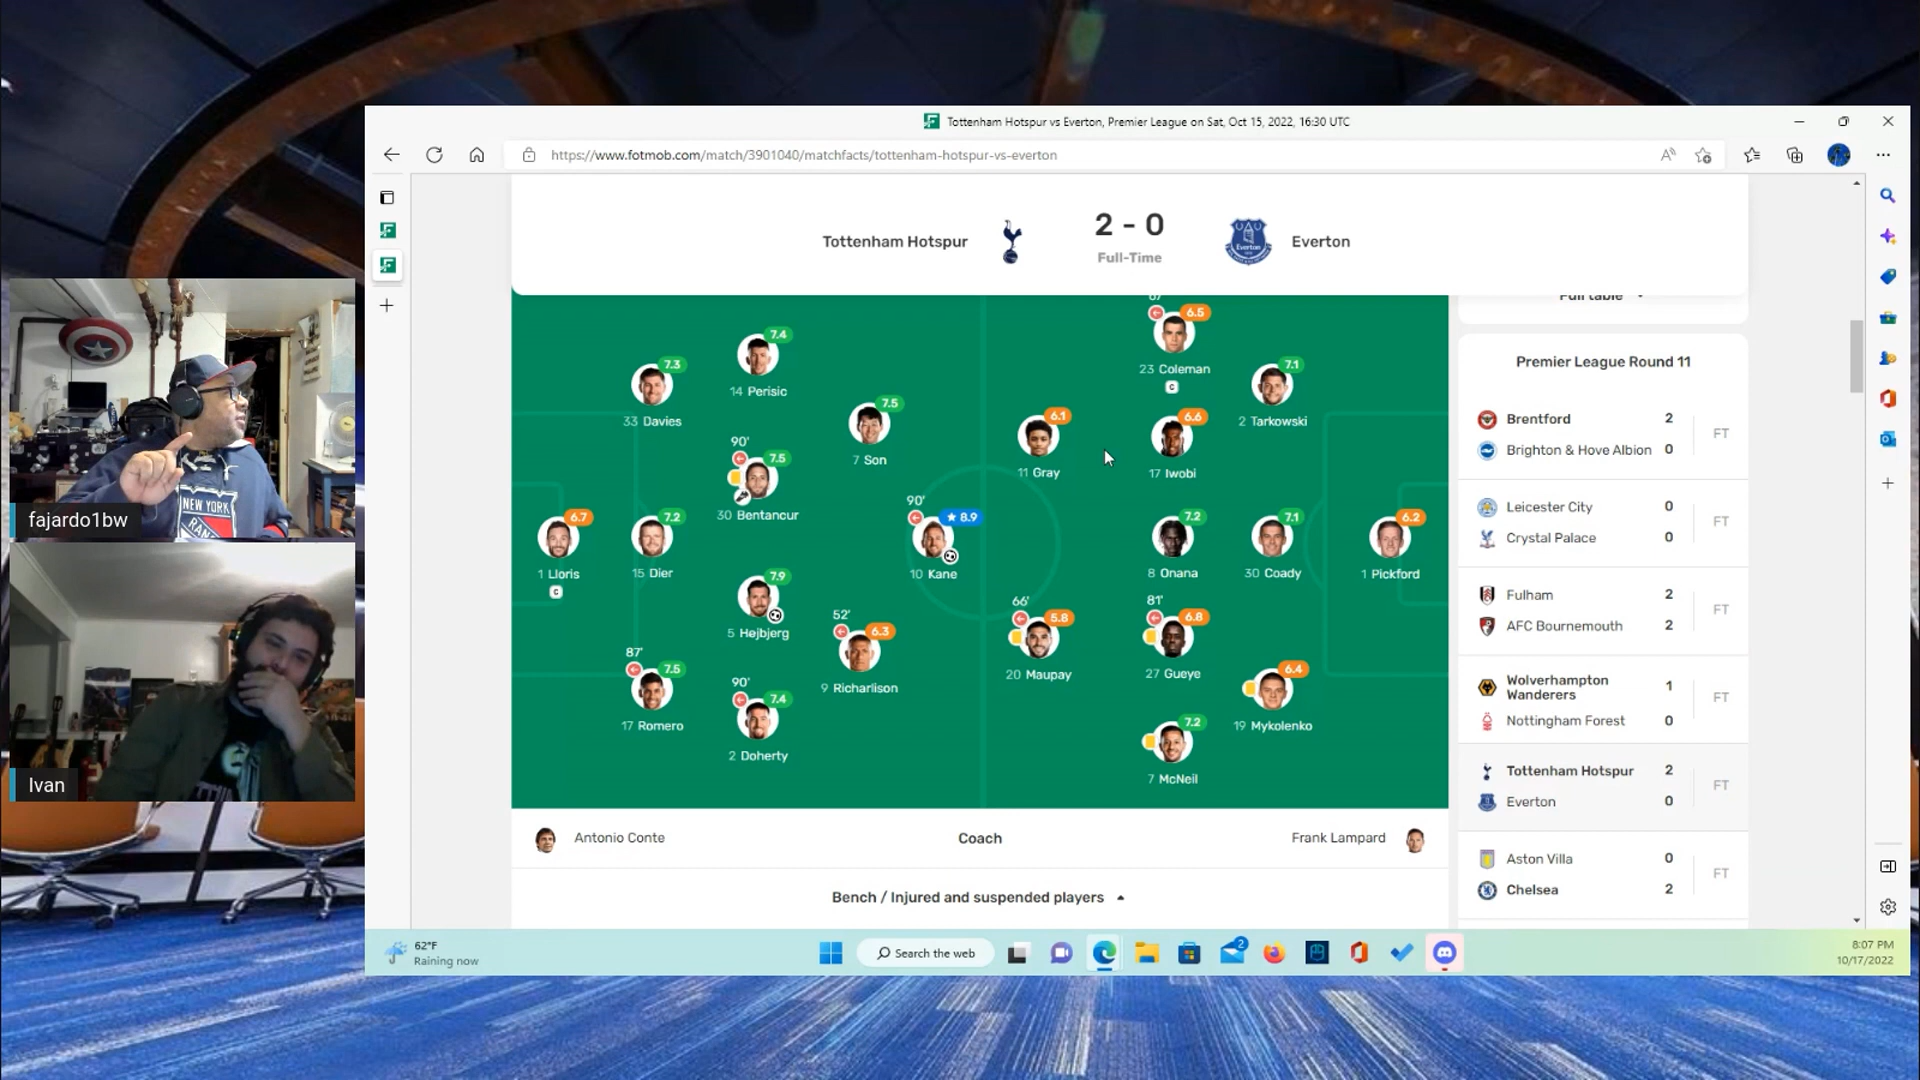 Tottenham Hotspur vs Everton, Premier League on Sat, Oct 15, 2022, 16:30 UTC
https://www.fotmob.com/match/3901040/matchfacts/tottenham-hotspur-vs-everton
Tottenham Hotspur
2 - 0
Full-Time
Everton
Everton
7.3
33 Davies
7.4
14 Perisic
7.5
7 Son
90'
7.5
30 Bentancur
6.7
1 Lloris
C
7.2
15 Dier
90'
8.9
10 Kane
7.9
5 Hejbjerg
52'
6.3
9 Richarlison
87'
7.5
17 Romero
90'
7.4
2 Doherty
6.5
23 Coleman
C
7.1
2 Tarkowski
6.1
11 Gray
6.6
17 Iwobi
7.2
8 Onana
7.1
30 Coady
6.2
1 Pickford
66'
5.8
20 Maupay
81'
6.8
27 Gueye
6.4
19 Mykolenko
7.2
7 McNeil
Antonio Conte
Coach
Frank Lampard
Bench / Injured and suspended players
Full table
Premier League Round 11
Brentford 2
Brighton & Hove Albion 0
FT
Leicester City 0
Crystal Palace 0
FT
Fulham 2
AFC Bournemouth 2
FT
Wolverhampton
Wanderers 1
Nottingham Forest 0
FT
Tottenham Hotspur 2
Everton 0
FT
Aston Villa 0
Chelsea 2
FT
NEW YORK
RAN
fajardo1bw
Ivan
62°F
Raining now
Search the web
2
8:07 PM
10/17/2022